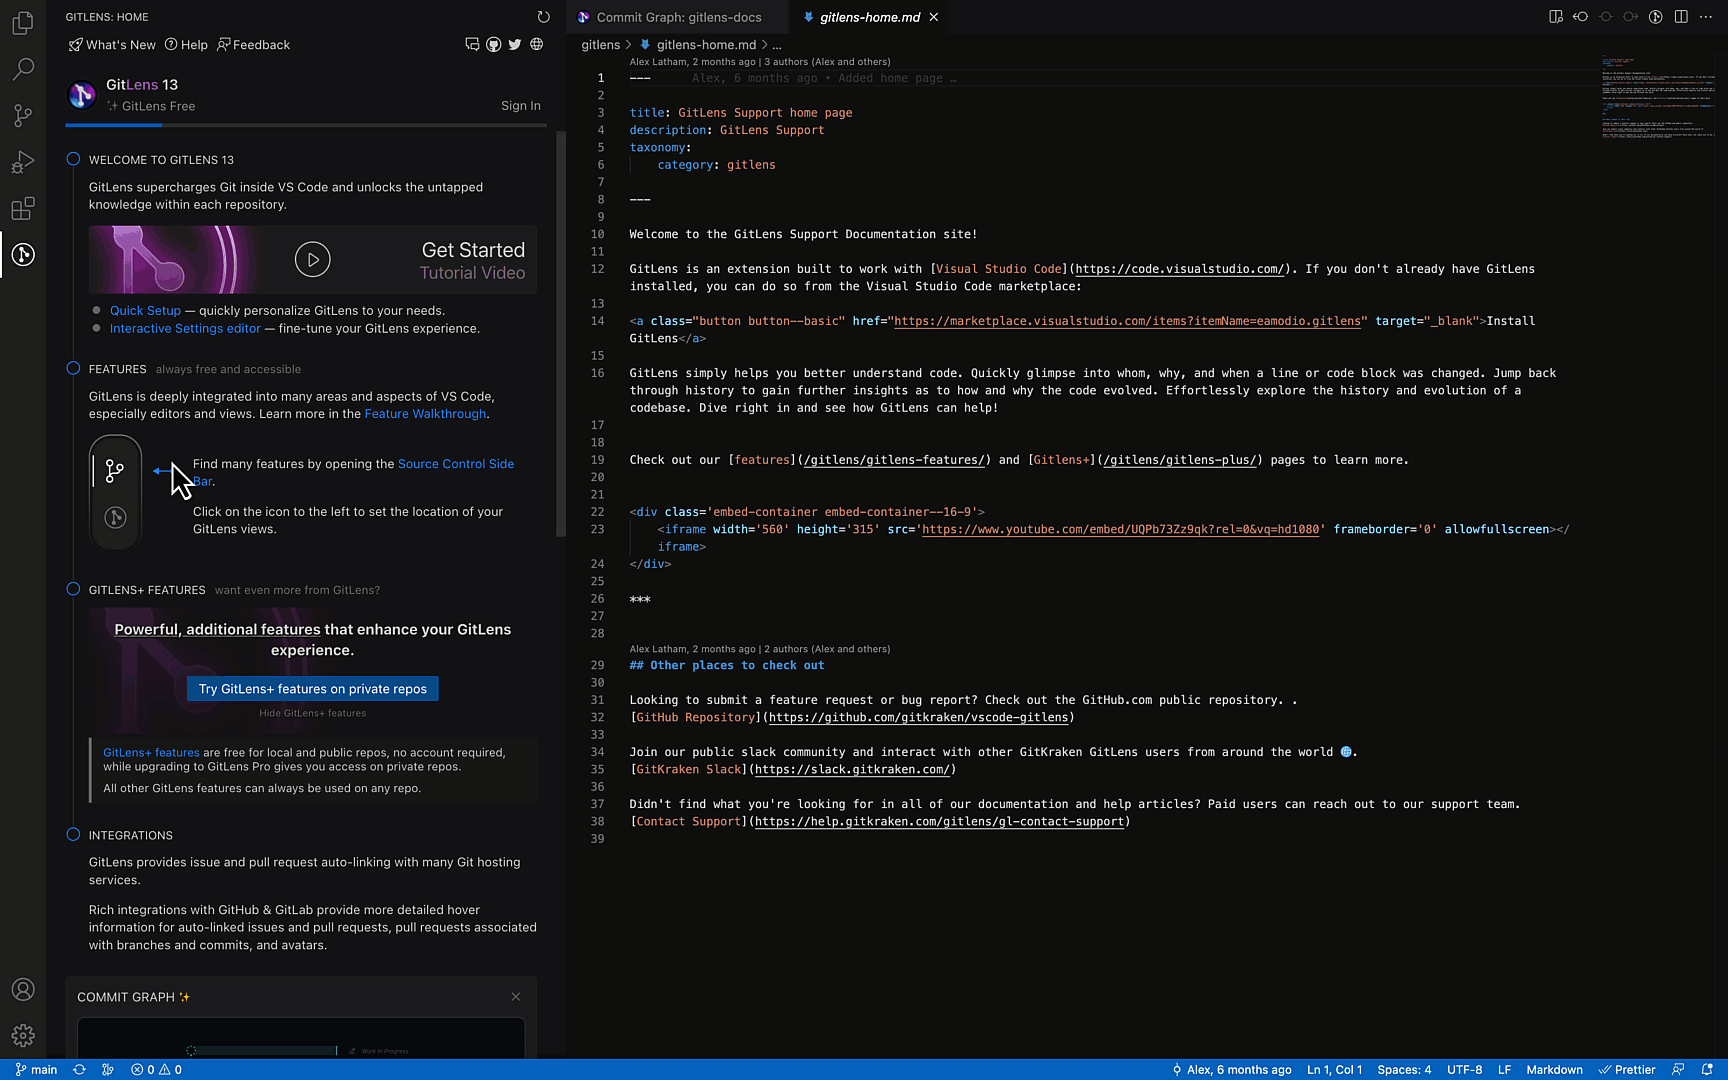 GITLENS: HOME
What's New Help Feedback
GitLens 13
GitLens Free
Sign In
WELCOME TO GITLENS 13
GitLens supercharges Git inside VS Code and unlocks the untapped
knowledge within each repository.
Get Started
Tutorial Video
Quick Setup — quickly personalize GitLens to your needs.
Interactive Settings editor — fine-tune your GitLens experience.
FEATURES always free and accessible
GitLens is deeply integrated into many areas and aspects of VS Code,
especially editors and views. Learn more in the Feature Walkthrough.
Find many features by opening the Source Control Side
Bar.
Click on the icon to the left to set the location of your
GitLens views.
GITLENS+ FEATURES want even more from GitLens?
Powerful, additional features that enhance your GitLens
experience.
Try GitLens+ features on private repos
Hide GitLens+ features
GitLens+ features are free for local and public repos, no account required,
while upgrading to GitLens Pro gives you access on private repos.
All other GitLens features can always be used on any repo.
INTEGRATIONS
GitLens provides issue and pull request auto-linking with many Git hosting
services.
Rich integrations with GitHub & GitLab provide more detailed hover
information for auto-linked issues and pull requests, pull requests associated
with branches and commits, and avatars.
COMMIT GRAPH ✨
Work in Progress
Commit Graph: gitlens-docs
gitlens-home.md
gitlens > gitlens-home.md > ...
Alex Latham, 2 months ago | 3 authors (Alex and others)
1 --- Alex, 6 months ago • Added home page …
2
3 title: GitLens Support home page
4 description: GitLens Support
5 taxonomy:
6 category: gitlens
7
8 ---
9
10 Welcome to the GitLens Support Documentation site!
11
12 GitLens is an extension built to work with [Visual Studio Code](https://code.visualstudio.com/). If you don't already have GitLens
installed, you can do so from the Visual Studio Code marketplace:
13
14 <a class="button button--basic" href="https://marketplace.visualstudio.com/items?itemName=eamodio.gitlens" target="_blank">Install
GitLens</a>
15
16 GitLens simply helps you better understand code. Quickly glimpse into whom, why, and when a line or code block was changed. Jump back
through history to gain further insights as to how and why the code evolved. Effortlessly explore the history and evolution of a
codebase. Dive right in and see how GitLens can help!
17
18
19 Check out our [features](/gitlens/gitlens-features/) and [Gitlens+](/gitlens/gitlens-plus/) pages to learn more.
20
21
22 <div class='embed-container embed-container--16-9'>
23 <iframe width='560' height='315' src='https://www.youtube.com/embed/UQPb73Zz9qk?rel=0&vq=hd1080' frameborder='0' allowfullscreen></
iframe>
24 </div>
25
26 ***
27
28
Alex Latham, 2 months ago | 2 authors (Alex and others)
29 ## Other places to check out
30
31 Looking to submit a feature request or bug report? Check out the GitHub.com public repository. .
32 [GitHub Repository](https://github.com/gitkraken/vscode-gitlens)
33
34 Join our public slack community and interact with other GitKraken GitLens users from around the world 🌐.
35 [GitKraken Slack](https://slack.gitkraken.com/)
36
37 Didn't find what you're looking for in all of our documentation and help articles? Paid users can reach out to our support team.
38 [Contact Support](https://help.gitkraken.com/gitlens/gl-contact-support)
39
main 0 0
Alex, 6 months ago Ln 1, Col 1 Spaces: 4 UTF-8 LF Markdown Prettier